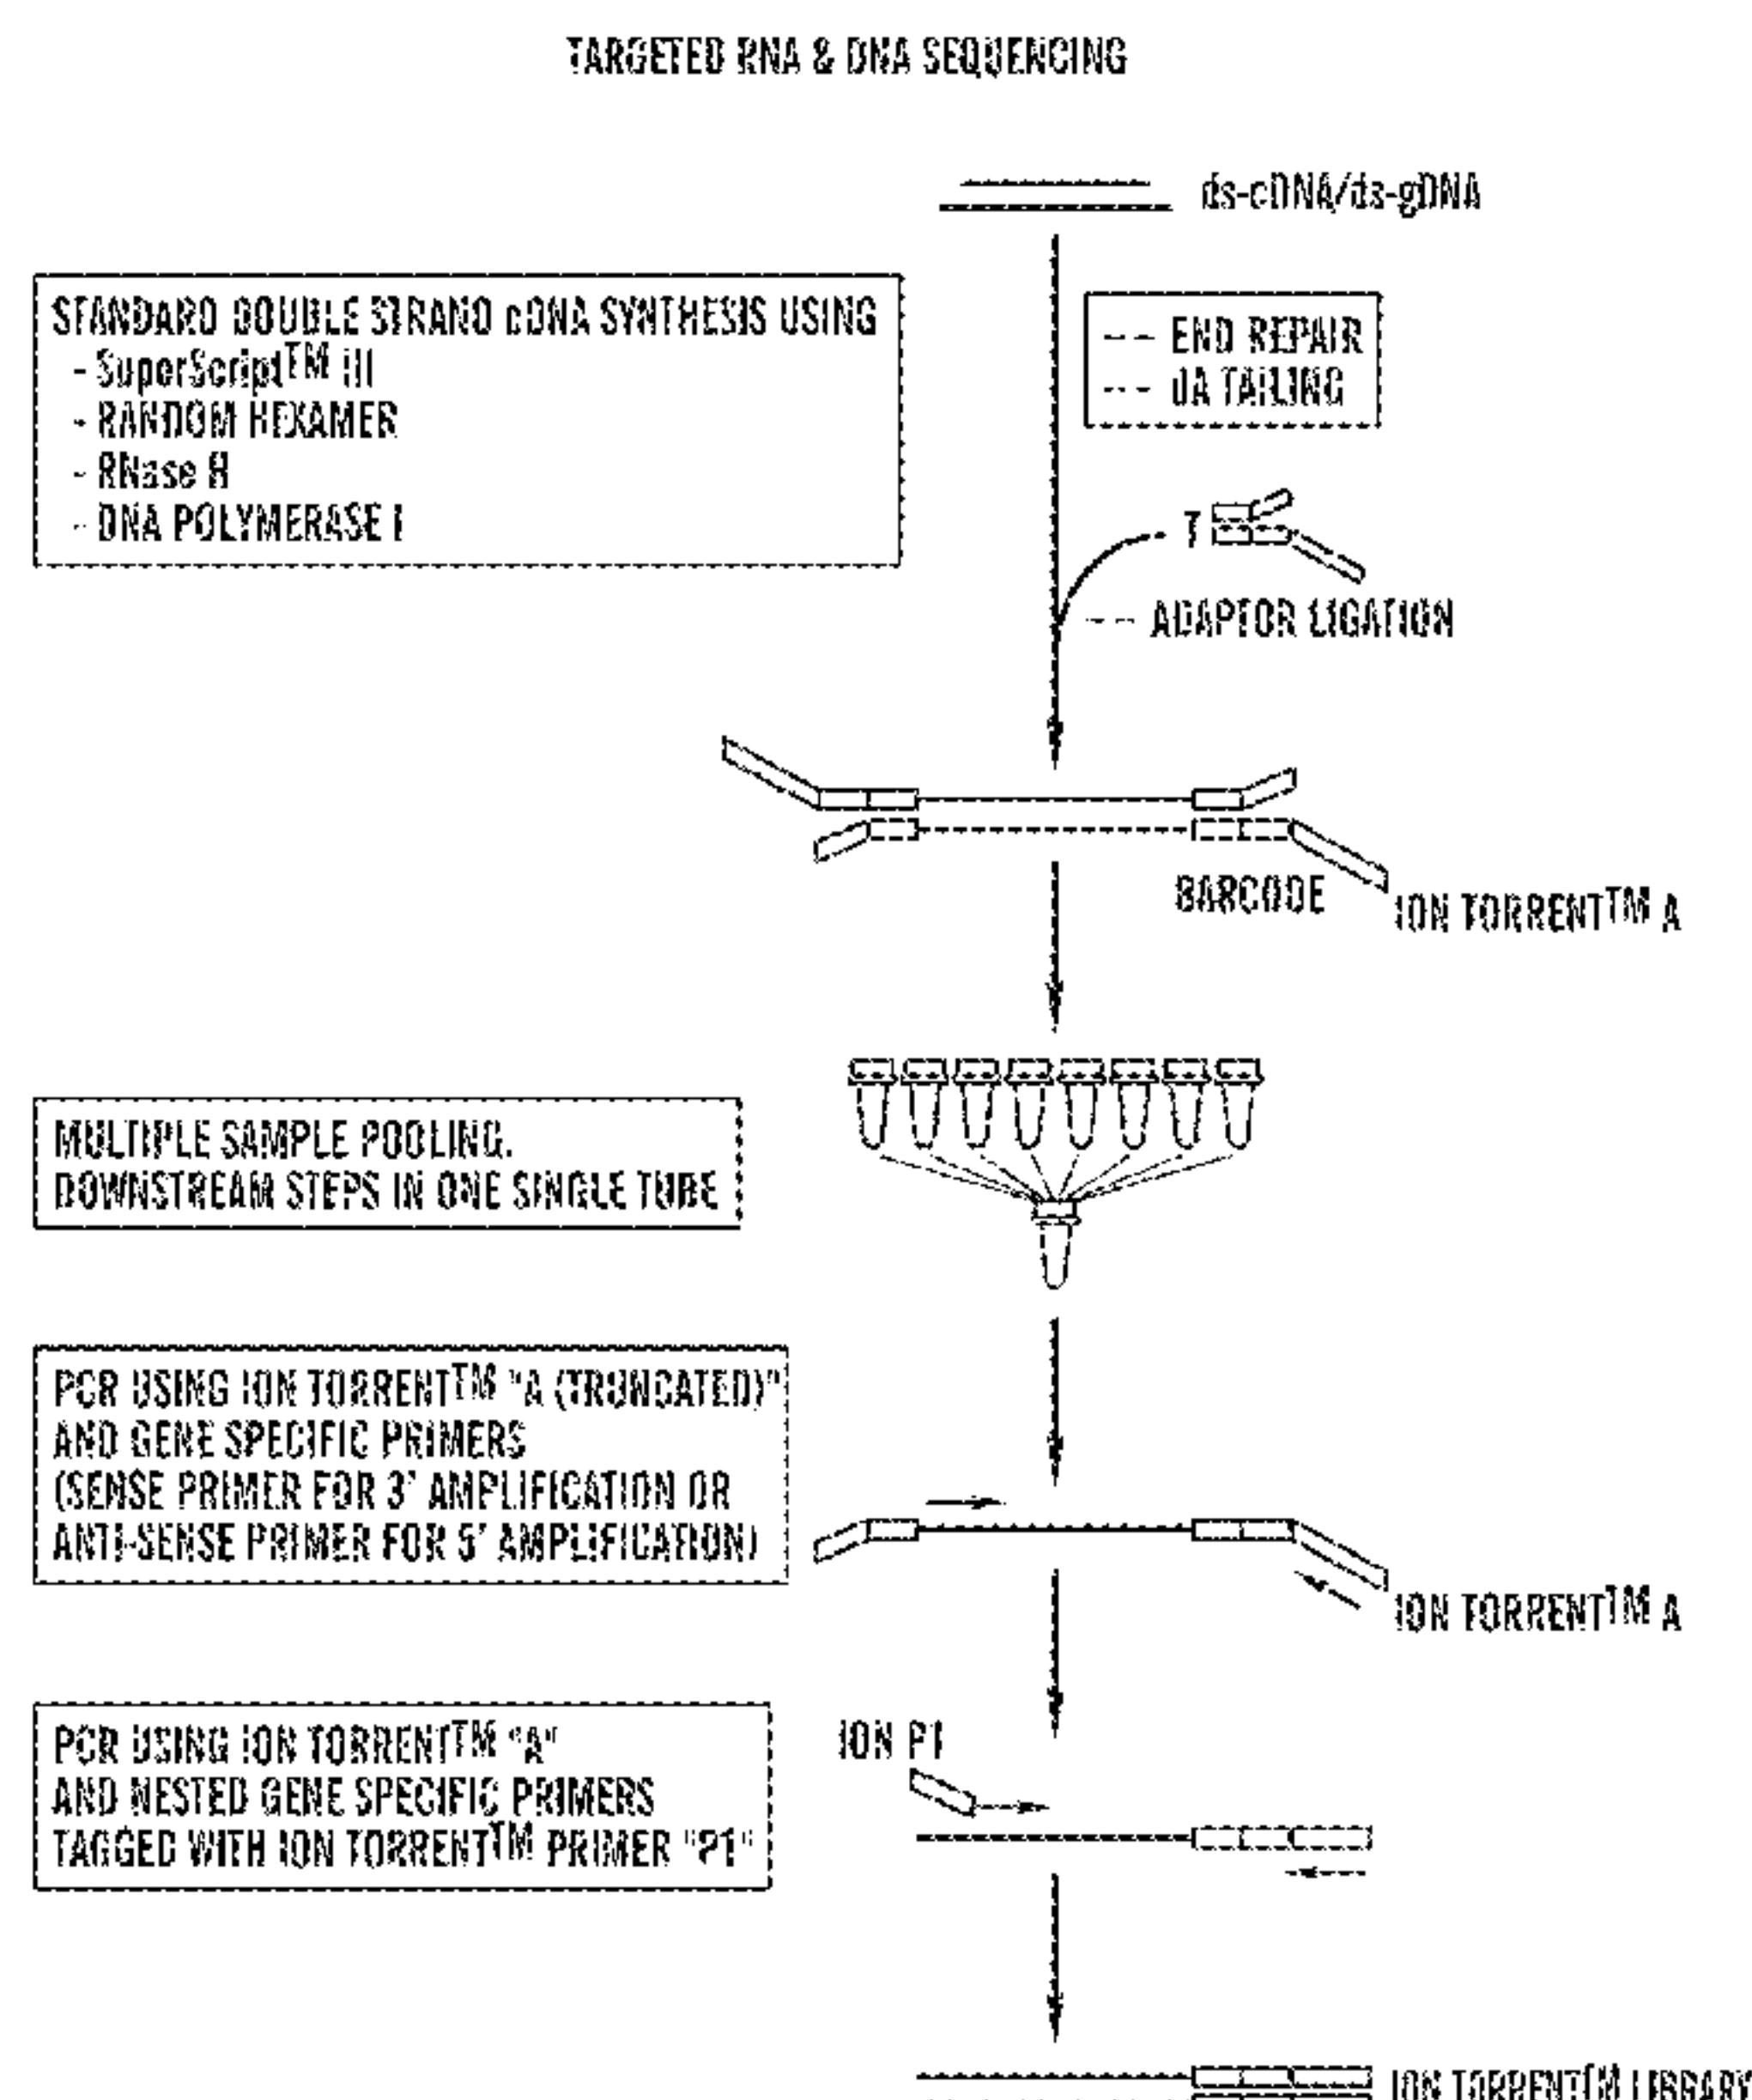 TARGETED RNA & DNA SEQUENCING
ds-cDNA/ds-gDNA
STANDARD DOUBLE STRAND cDNA SYNTHESIS USING
- SuperScript™ III
- RANDOM HEXAMER
- RNase H
- DNA POLYMERASE I
-- END REPAIR
-- dA TAILING
T
-- ADAPTOR LIGATION
BARCODE
ION TORRENT™ A
MULTIPLE SAMPLE POOLING.
DOWNSTREAM STEPS IN ONE SINGLE TUBE
PCR USING ION TORRENT™ "A (TRUNCATED)"
AND GENE SPECIFIC PRIMERS
(SENSE PRIMER FOR 3' AMPLIFICATION OR
ANTI-SENSE PRIMER FOR 5' AMPLIFICATION)
ION TORRENT™ A
PCR USING ION TORRENT™ "A"
AND NESTED GENE SPECIFIC PRIMERS
TAGGED WITH ION TORRENT™ PRIMER "P1"
ION P1
ION TORRENT™ LIBRARY